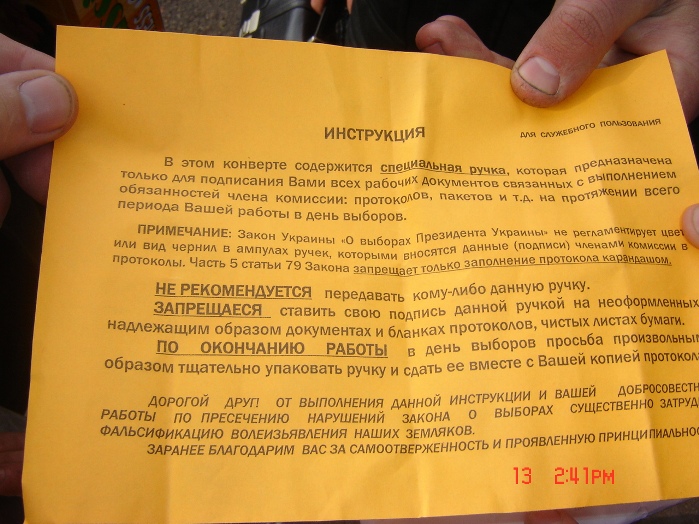 ИНСТРУКЦИЯ
ДЛЯ СЛУЖЕБНОГО ПОЛЬЗОВАНИЯ
В этом конверте содержится специальная ручка, которая предназначена
только для подписания Вами всех рабочих документов связанных с выполнением
обязанностей члена комиссии: протоколов, пакетов и т.д. на протяжении всего
периода Вашей работы в день выборов.
ПРИМЕЧАНИЕ: Закон Украины «О выборах Президента Украины» не регламентирует цвет
или вид чернил в ампулах ручек, которыми вносятся данные (подписи) членами комиссии в
протоколы. Часть 5 статьи 79 Закона запрещает только заполнение протокола карандашом.
НЕ РЕКОМЕНДУЕТСЯ передавать кому-либо данную ручку.
ЗАПРЕЩАЕСЯ ставить свою подпись данной ручкой на неоформленных
надлежащим образом документах и бланках протоколов, чистых листах бумаги.
ПО ОКОНЧАНИЮ РАБОТЫ в день выборов просьба произвольным
образом тщательно упаковать ручку и сдать ее вместе с Вашей копией протокол
ДОРОГОЙ ДРУГ! ОТ ВЫПОЛНЕНИЯ ДАННОЙ ИНСТРУКЦИИ И ВАШЕЙ ДОБРОСОВЕСТН
РАБОТЫ ПО ПРЕСЕЧЕНИЮ НАРУШЕНИЙ ЗАКОНА О ВЫБОРАХ СУЩЕСТВЕННО ЗАТРУД
ФАЛЬСИФИКАЦИЮ ВОЛЕИЗЬЯВЛЕНИЯ НАШИХ ЗЕМЛЯКОВ.
ЗАРАНЕЕ БЛАГОДАРИМ ВАС ЗА САМООТВЕРЖЕННОСТЬ И ПРОЯВЛЕННУЮ ПРИНЦИПИАЛЬНОС
13 2:41PM